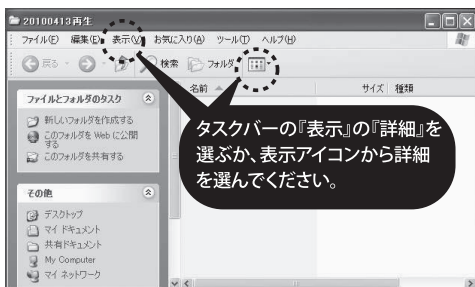 20100413再生
ファイル(F) 編集(E) 表示(V) お気に入り(A) ツール(T) ヘルプ(H)
戻る 検索 フォルダ
名前 サイズ 種類
ファイルとフォルダのタスク
新しいフォルダを作成する
このフォルダを Web に公開
する
このフォルダを共有する
タスクバーの『表示』の『詳細』を
選ぶか、表示アイコンから詳細
を選んでください。
その他
デスクトップ
マイ ドキュメント
共有ドキュメント
My Computer
マイ ネットワーク